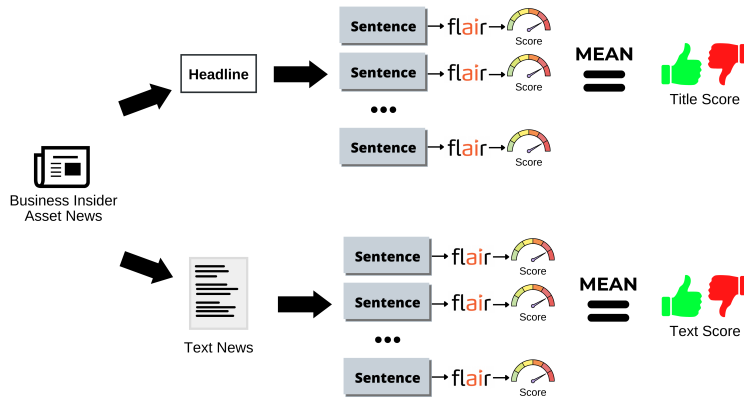 Sentence
flair
Score
Headline
Sentence
flair
Score
MEAN
Title Score
Sentence
flair
Score
Business Insider
Asset News
Text News
Sentence
flair
Score
Sentence
flair
Score
MEAN
Text Score
Sentence
flair
Score